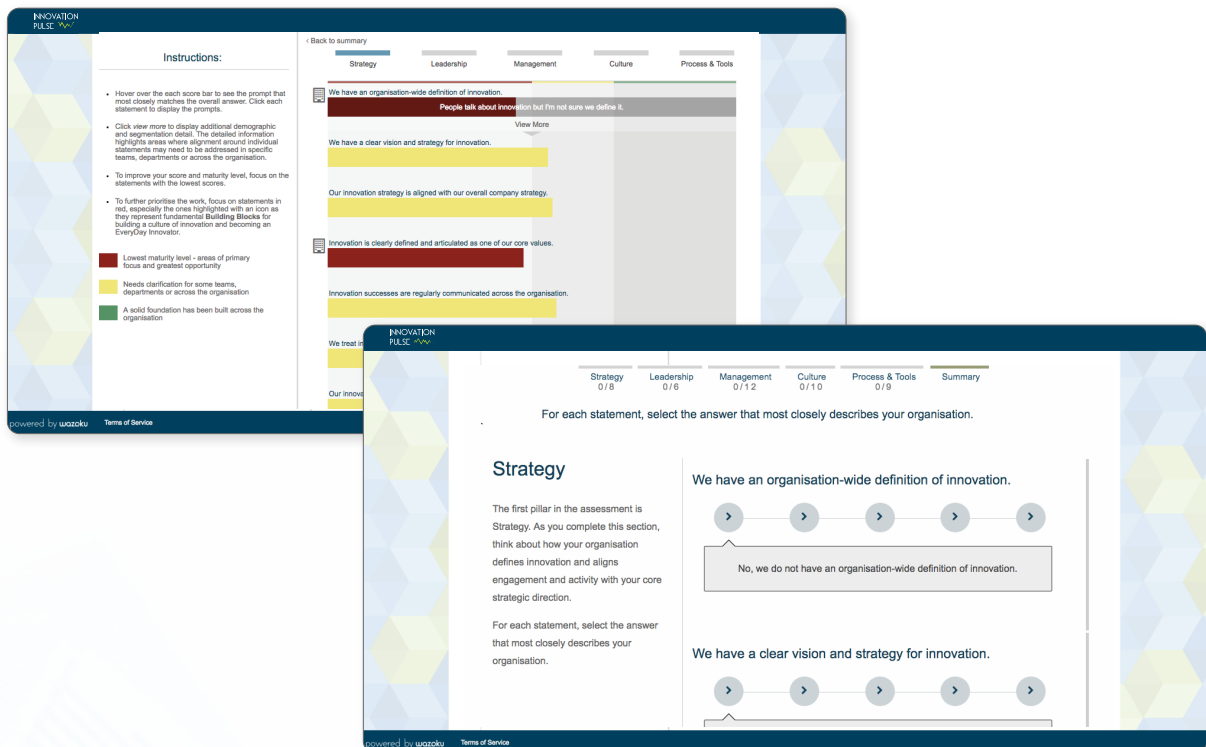 INNOVATION
PULSE
Instructions:
• Hover over the each score bar to see the prompt that
most closely matches the overall answer. Click each
statement to display the prompts.
• Click view more to display additional demographic
and segmentation detail. The detailed information
highlights areas where alignment around individual
statements may need to be addressed in specific
teams, departments or across the organisation.
• To improve your score and maturity level, focus on the
statements with the lowest scores.
• To further prioritise the work, focus on statements in
red, especially the ones highlighted with an icon as
they represent fundamental Building Blocks for
building a culture of innovation and becoming an
EveryDay Innovator.
Lowest maturity level - areas of primary
focus and greatest opportunity
Needs clarification for some teams,
departments or across the organisation
A solid foundation has been built across the
organisation
‹ Back to summary
Strategy Leadership Management Culture Process & Tools
We have an organisation-wide definition of innovation.
People talk about innovation but I'm not sure we define it.
View More
We have a clear vision and strategy for innovation.
Our innovation strategy is aligned with our overall company strategy.
Innovation is clearly defined and articulated as one of our core values.
Innovation successes are regularly communicated across the organisation.
We treat in
Our innova
powered by wazoku Terms of Service
INNOVATION
PULSE
Strategy Leadership Management Culture Process & Tools Summary
0 / 8 0 / 6 0 / 12 0 / 10 0 / 9
For each statement, select the answer that most closely describes your organisation.
Strategy
The first pillar in the assessment is
Strategy. As you complete this section,
think about how your organisation
defines innovation and aligns
engagement and activity with your core
strategic direction.
For each statement, select the answer
that most closely describes your
organisation.
We have an organisation-wide definition of innovation.
No, we do not have an organisation-wide definition of innovation.
We have a clear vision and strategy for innovation.
powered by wazoku Terms of Service